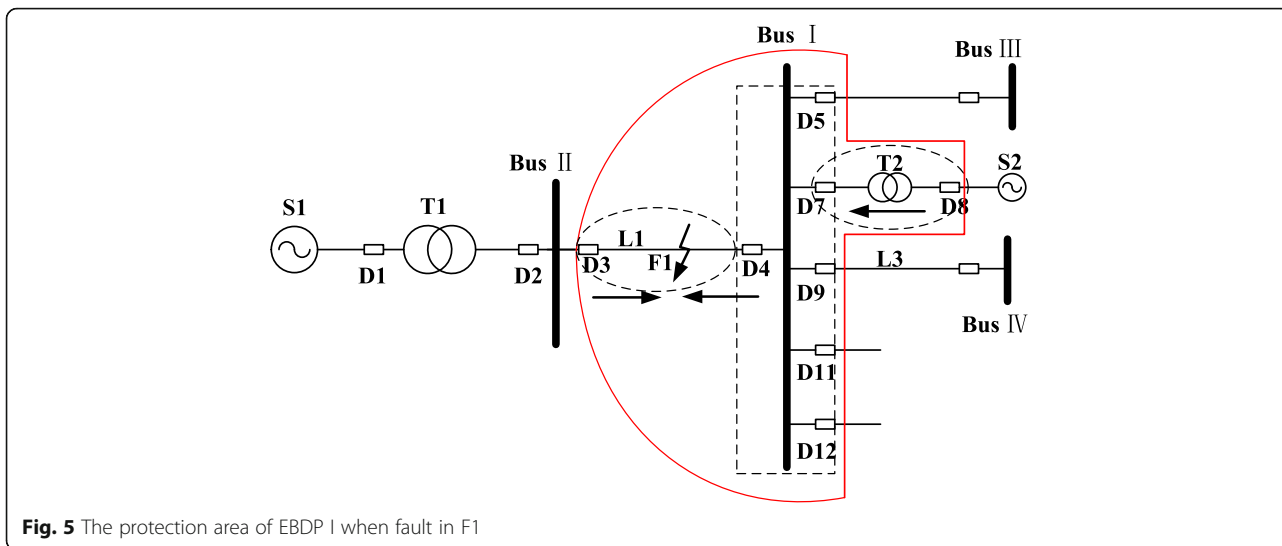 Bus Ⅰ
Bus Ⅲ
D5
Bus Ⅱ
T2
S2
S1
T1
D7
D8
L1
D1
D2
D3
F1
D4
L3
D9
Bus Ⅳ
D11
D12
Fig. 5 The protection area of EBDP I when fault in F1